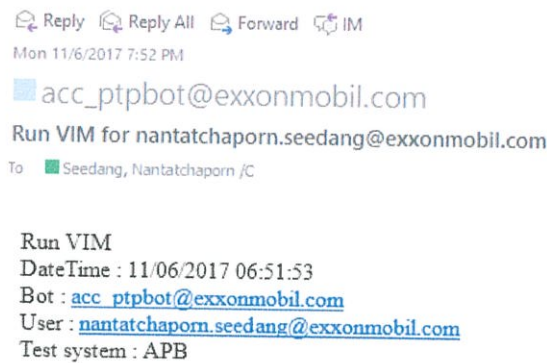 Reply Reply All Forward IM
Mon 11/6/2017 7:52 PM
acc_ptpbot@exxonmobil.com
Run VIM for nantatchaporn.seedang@exxonmobil.com
To Seedang, Nantatchaporn /C
Run VIM
DateTime : 11/06/2017 06:51:53
Bot : acc_ptpbot@exxonmobil.com
User : nantatchaporn.seedang@exxonmobil.com
Test system : APB